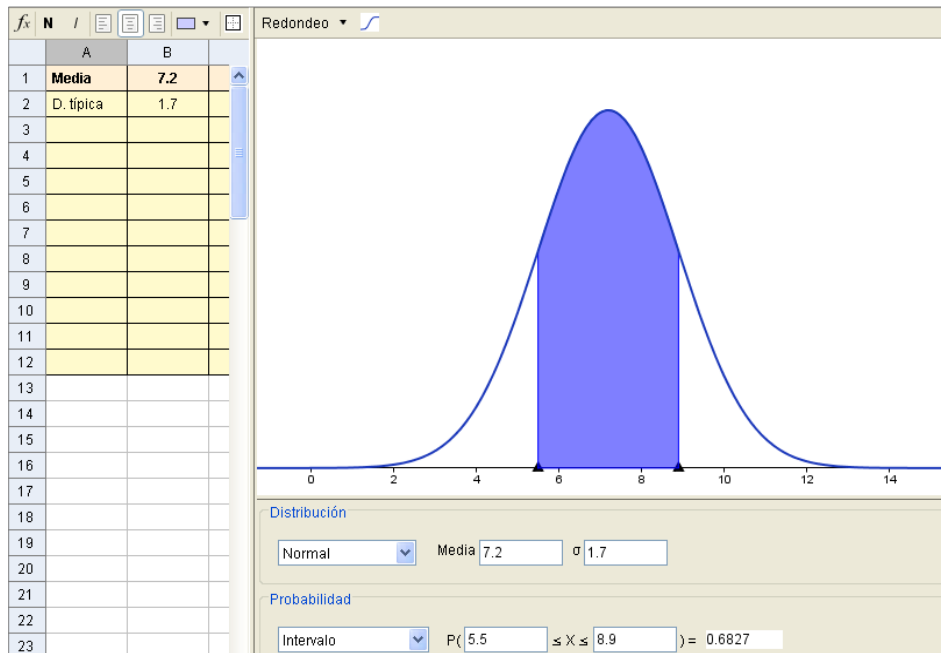 fx N I Redondeo
A B
1 Media 7.2
2 D. típica 1.7
3
4
5
6
7
8
9
10
11
12
13
14
15
16
17
18
19
20
21
22
23
0 2 4 6 8 10 12 14
Distribución
Normal Media 7.2 σ 1.7
Probabilidad
Intervalo P( 5.5 ≤ X ≤ 8.9 ) = 0.6827